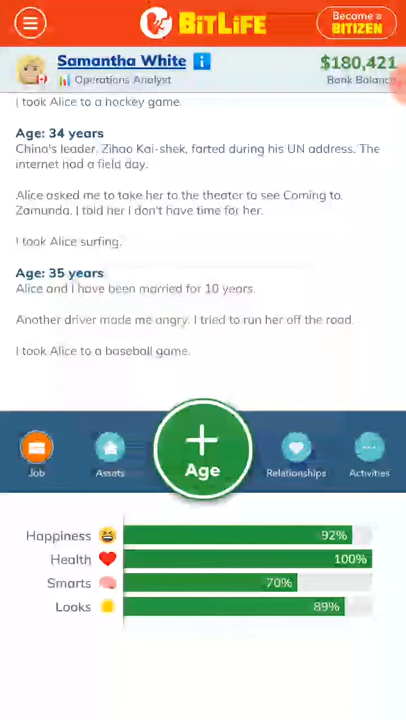 Become a
BITIZEN
BitLiFE
Samantha White i
$180,421
Operations Analyst
Bank Balance
I took Alice to a hockey game.
Age: 34 years
China's leader, Zihao Kai-shek, farted during his UN address. The
internet had a field day.
Alice asked me to take her to the theater to see Coming to
Zamunda. I told her I don't have time for her.
I took Alice surfing.
Age: 35 years
Alice and I have been married for 10 years.
Another driver made me angry. I tried to run her off the road.
I took Alice to a baseball game.
Job
Assets
Age
Relationships
Activities
Happiness 92%
Health 100%
Smarts 70%
Looks 89%